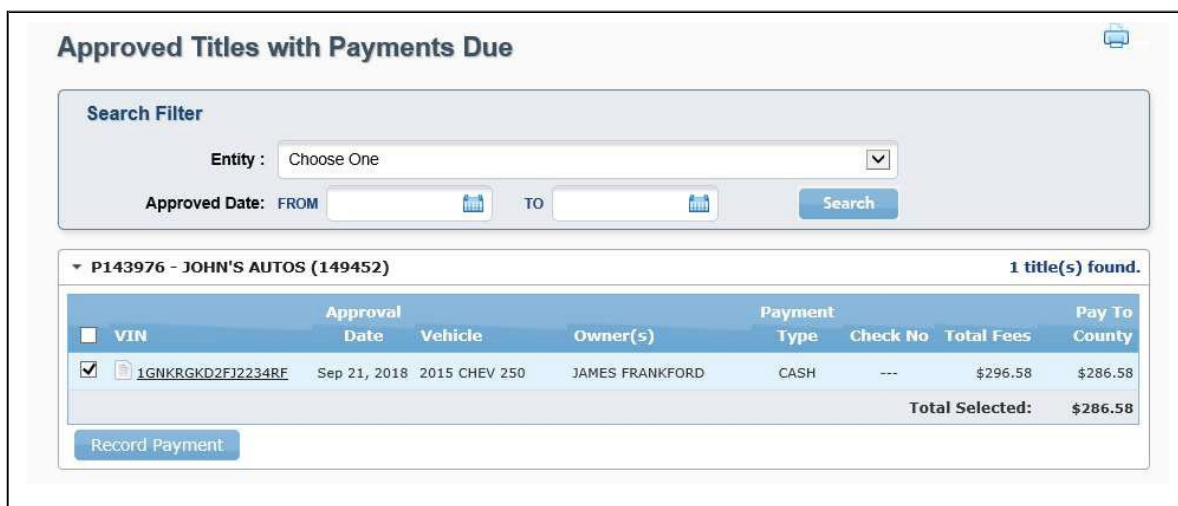 Approved Titles with Payments Due
Search Filter
Entity : Choose One
Approved Date: FROM TO Search
P143976 - JOHN'S AUTOS (149452) 1 title(s) found.
Approval Payment Pay To
VIN Date Vehicle Owner(s) Type Check No Total Fees County
1GNKRGKD2FJ2234RF Sep 21, 2018 2015 CHEV 250 JAMES FRANKFORD CASH --- $296.58 $286.58
Total Selected: $286.58
Record Payment